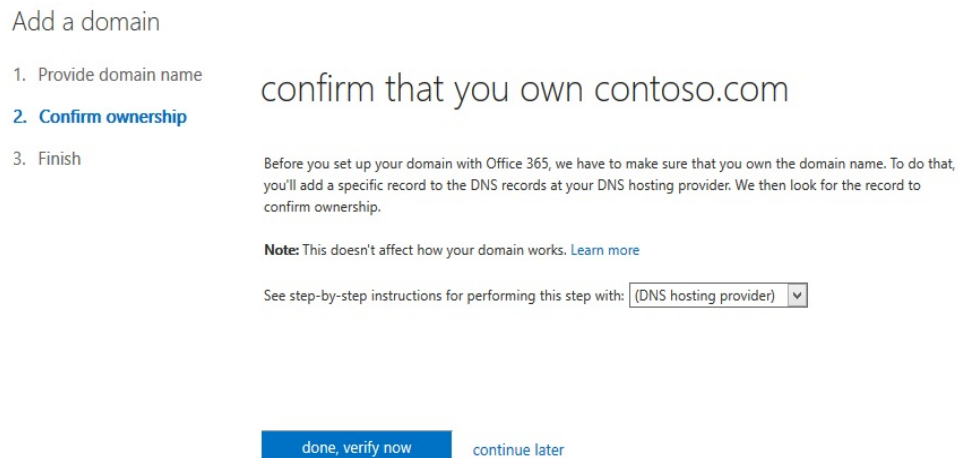 Add a domain
1. Provide domain name
2. Confirm ownership
3. Finish
confirm that you own contoso.com
Before you set up your domain with Office 365, we have to make sure that you own the domain name. To do that,
you'll add a specific record to the DNS records at your DNS hosting provider. We then look for the record to
confirm ownership.
Note: This doesn't affect how your domain works. Learn more
See step-by-step instructions for performing this step with: (DNS hosting provider)
done, verify now continue later